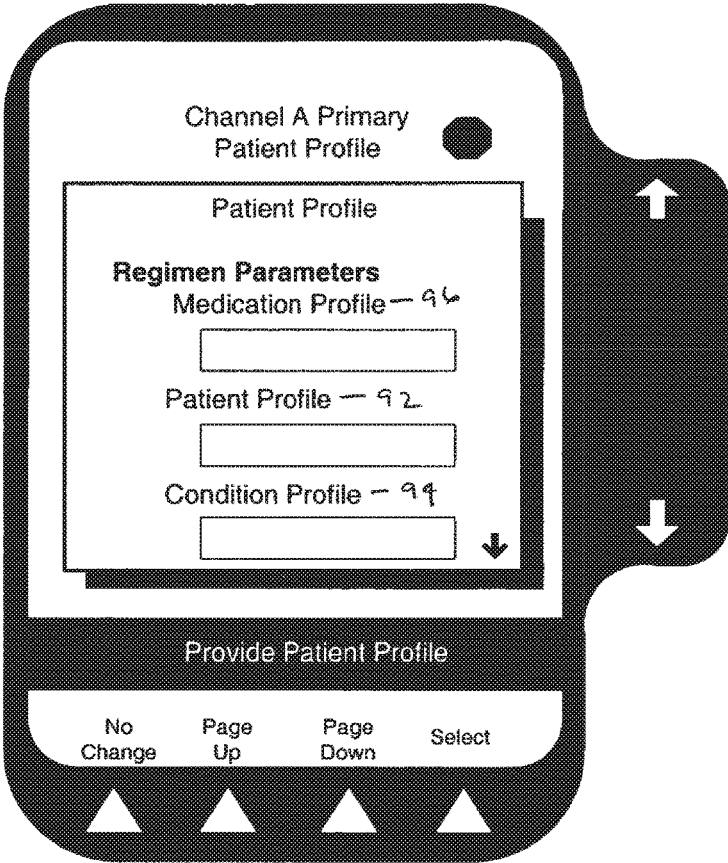 Channel A Primary
Patient Profile
Patient Profile
Regimen Parameters
Medication Profile — 96
Patient Profile — 92
Condition Profile — 94
Provide Patient Profile
No Change
Page Up
Page Down
Select